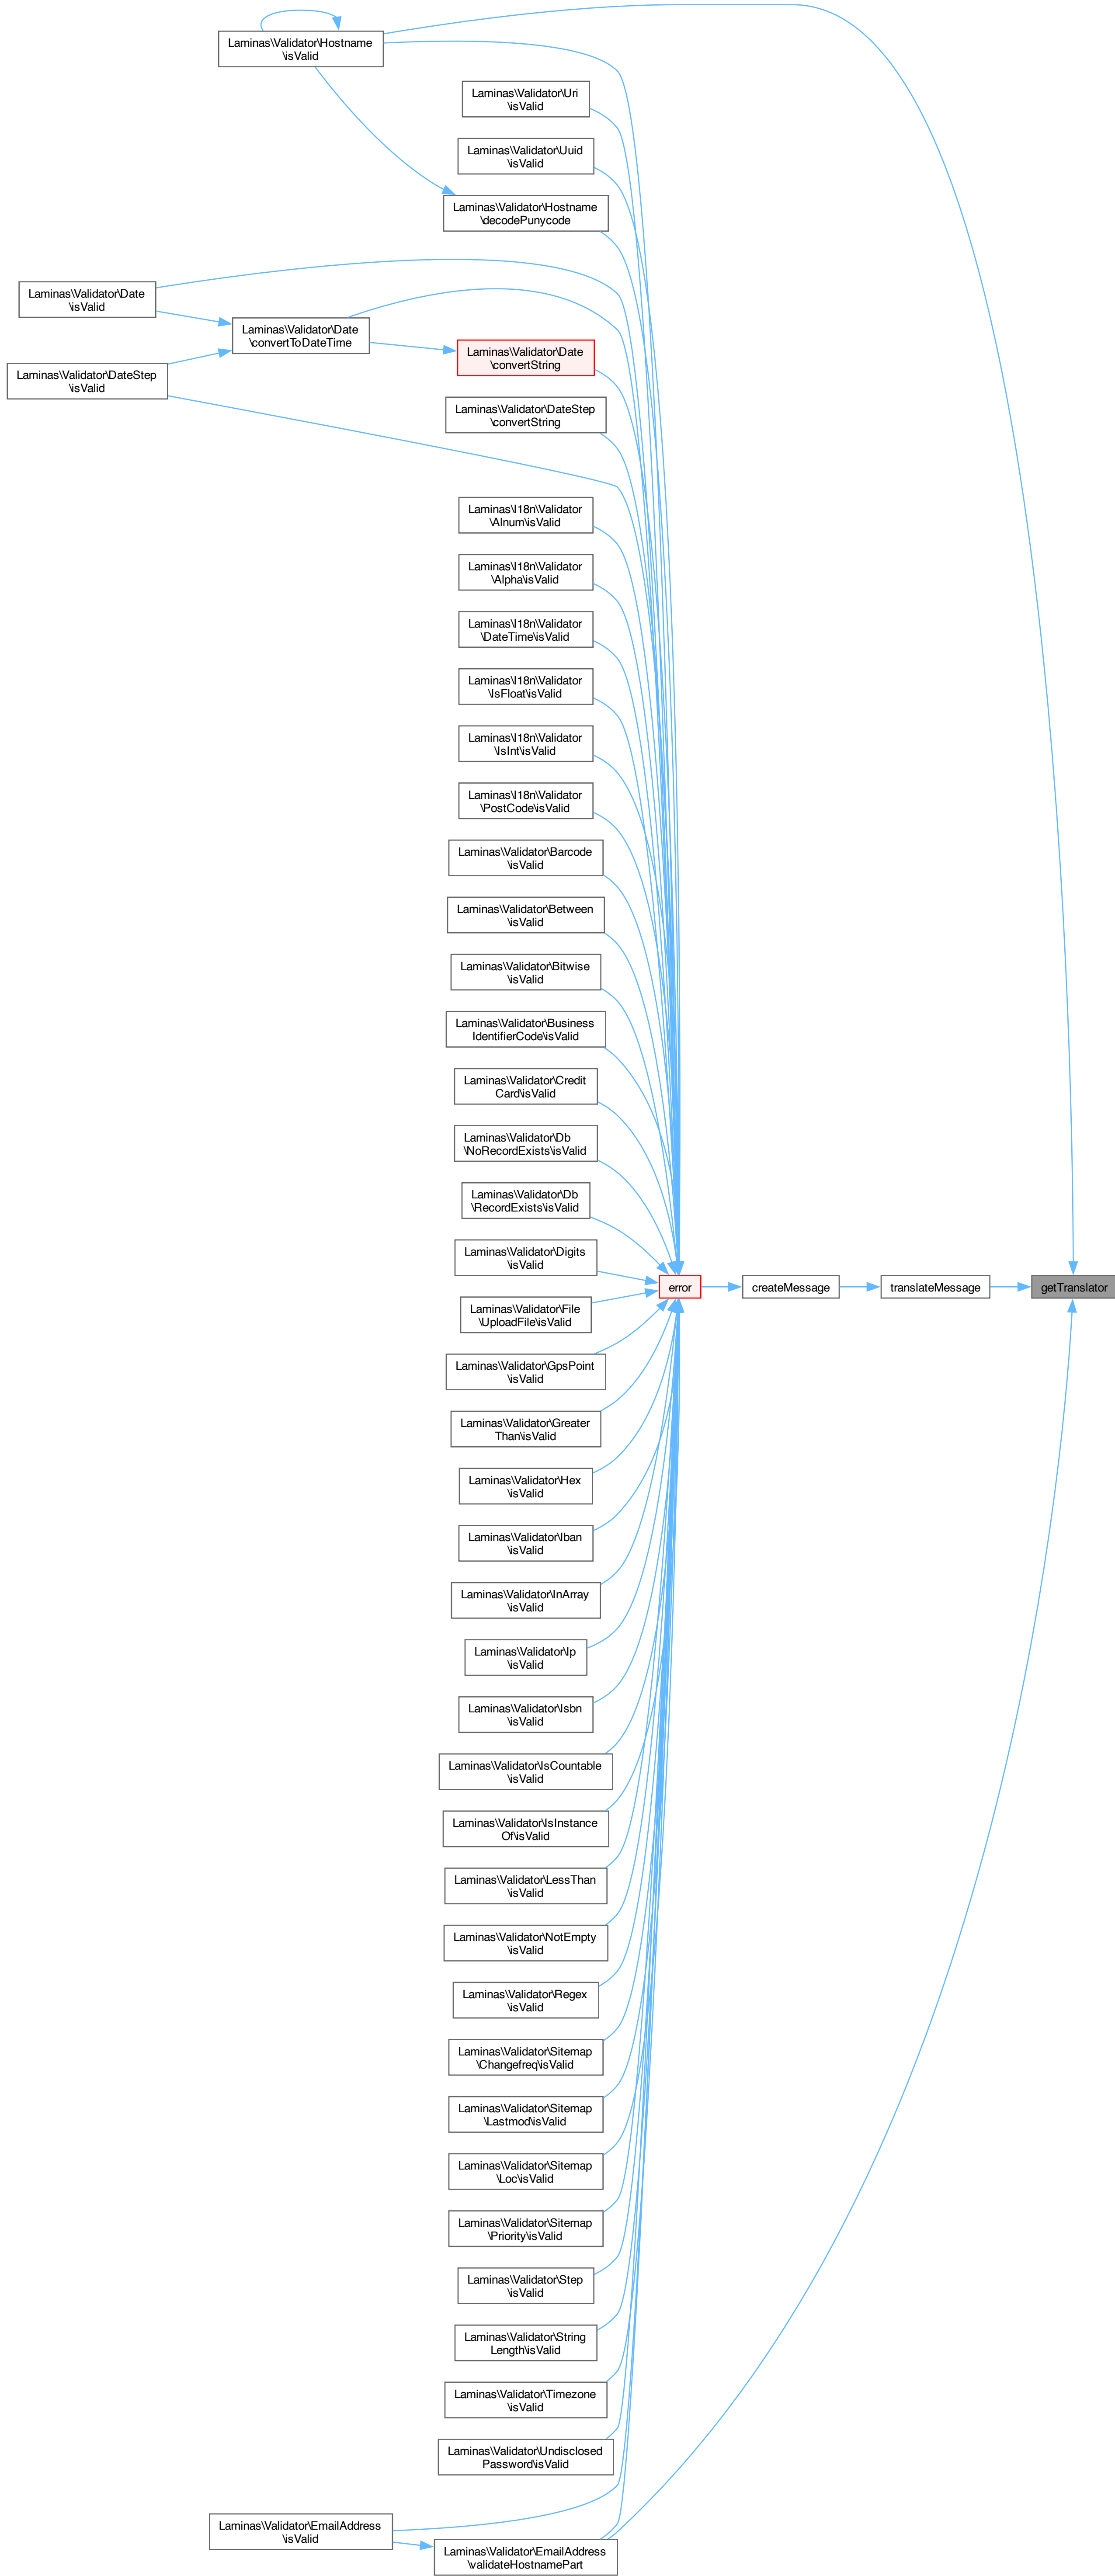 Laminas\Validator\Hostname
\isValid
Laminas\Validator\Uri
\isValid
Laminas\Validator\Uuid
\isValid
Laminas\Validator\Hostname
\decodePunycode
Laminas\Validator\Date
\isValid
Laminas\Validator\Date
\convertToDateTime
Laminas\Validator\Date
\convertString
Laminas\Validator\DateStep
\isValid
Laminas\Validator\DateStep
\convertString
Laminas\I18n\Validator
\Alnum\isValid
Laminas\I18n\Validator
\Alpha\isValid
Laminas\I18n\Validator
\DateTime\isValid
Laminas\I18n\Validator
\IsFloat\isValid
Laminas\I18n\Validator
\IsInt\isValid
Laminas\I18n\Validator
\PostCode\isValid
Laminas\Validator\Barcode
\isValid
Laminas\Validator\Between
\isValid
Laminas\Validator\Bitwise
\isValid
Laminas\Validator\Business
IdentifierCode\isValid
Laminas\Validator\Credit
Card\isValid
Laminas\Validator\Db
\NoRecordExists\isValid
Laminas\Validator\Db
\RecordExists\isValid
Laminas\Validator\Digits
\isValid
error
createMessage
translateMessage
getTranslator
Laminas\Validator\File
\UploadFile\isValid
Laminas\Validator\GpsPoint
\isValid
Laminas\Validator\Greater
Than\isValid
Laminas\Validator\Hex
\isValid
Laminas\Validator\Iban
\isValid
Laminas\Validator\InArray
\isValid
Laminas\Validator\Ip
\isValid
Laminas\Validator\Isbn
\isValid
Laminas\Validator\IsCountable
\isValid
Laminas\Validator\IsInstance
Of\isValid
Laminas\Validator\LessThan
\isValid
Laminas\Validator\NotEmpty
\isValid
Laminas\Validator\Regex
\isValid
Laminas\Validator\Sitemap
\Changefreq\isValid
Laminas\Validator\Sitemap
\Lastmod\isValid
Laminas\Validator\Sitemap
\Loc\isValid
Laminas\Validator\Sitemap
\Priority\isValid
Laminas\Validator\Step
\isValid
Laminas\Validator\String
Length\isValid
Laminas\Validator\Timezone
\isValid
Laminas\Validator\Undisclosed
Password\isValid
Laminas\Validator\EmailAddress
\isValid
Laminas\Validator\EmailAddress
\validateHostnamePart